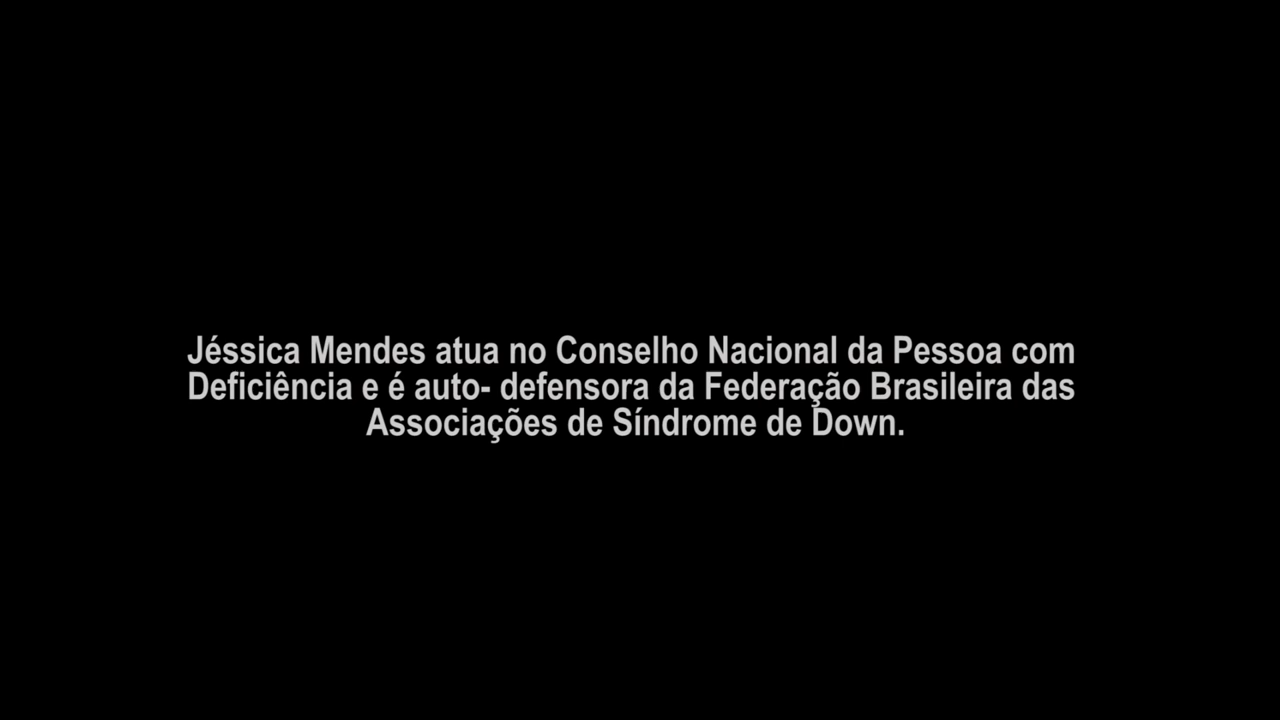 Jéssica Mendes atua no Conselho Nacional da Pessoa com
Deficiência e é auto- defensora da Federação Brasileira das
Associações de Síndrome de Down.